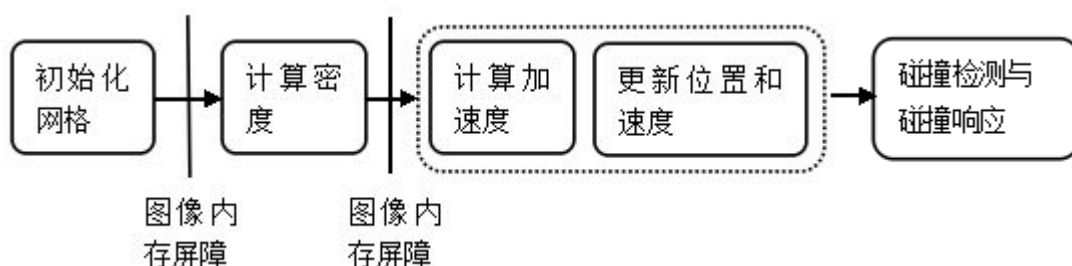 初始化
网格
计算密
度
计算加
速度
更新位置和
速度
碰撞检测与
碰撞响应
图像内
存屏障
图像内
存屏障